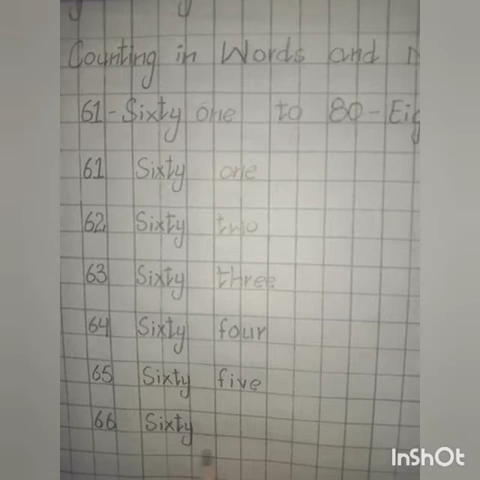 Counting in Words and
61-Sixty one to 80-Eig
61 Sixty one
62 Sixty two
63 Sixty three
64 Sixty four
65 Sixty five
66 Sixty
InShOt